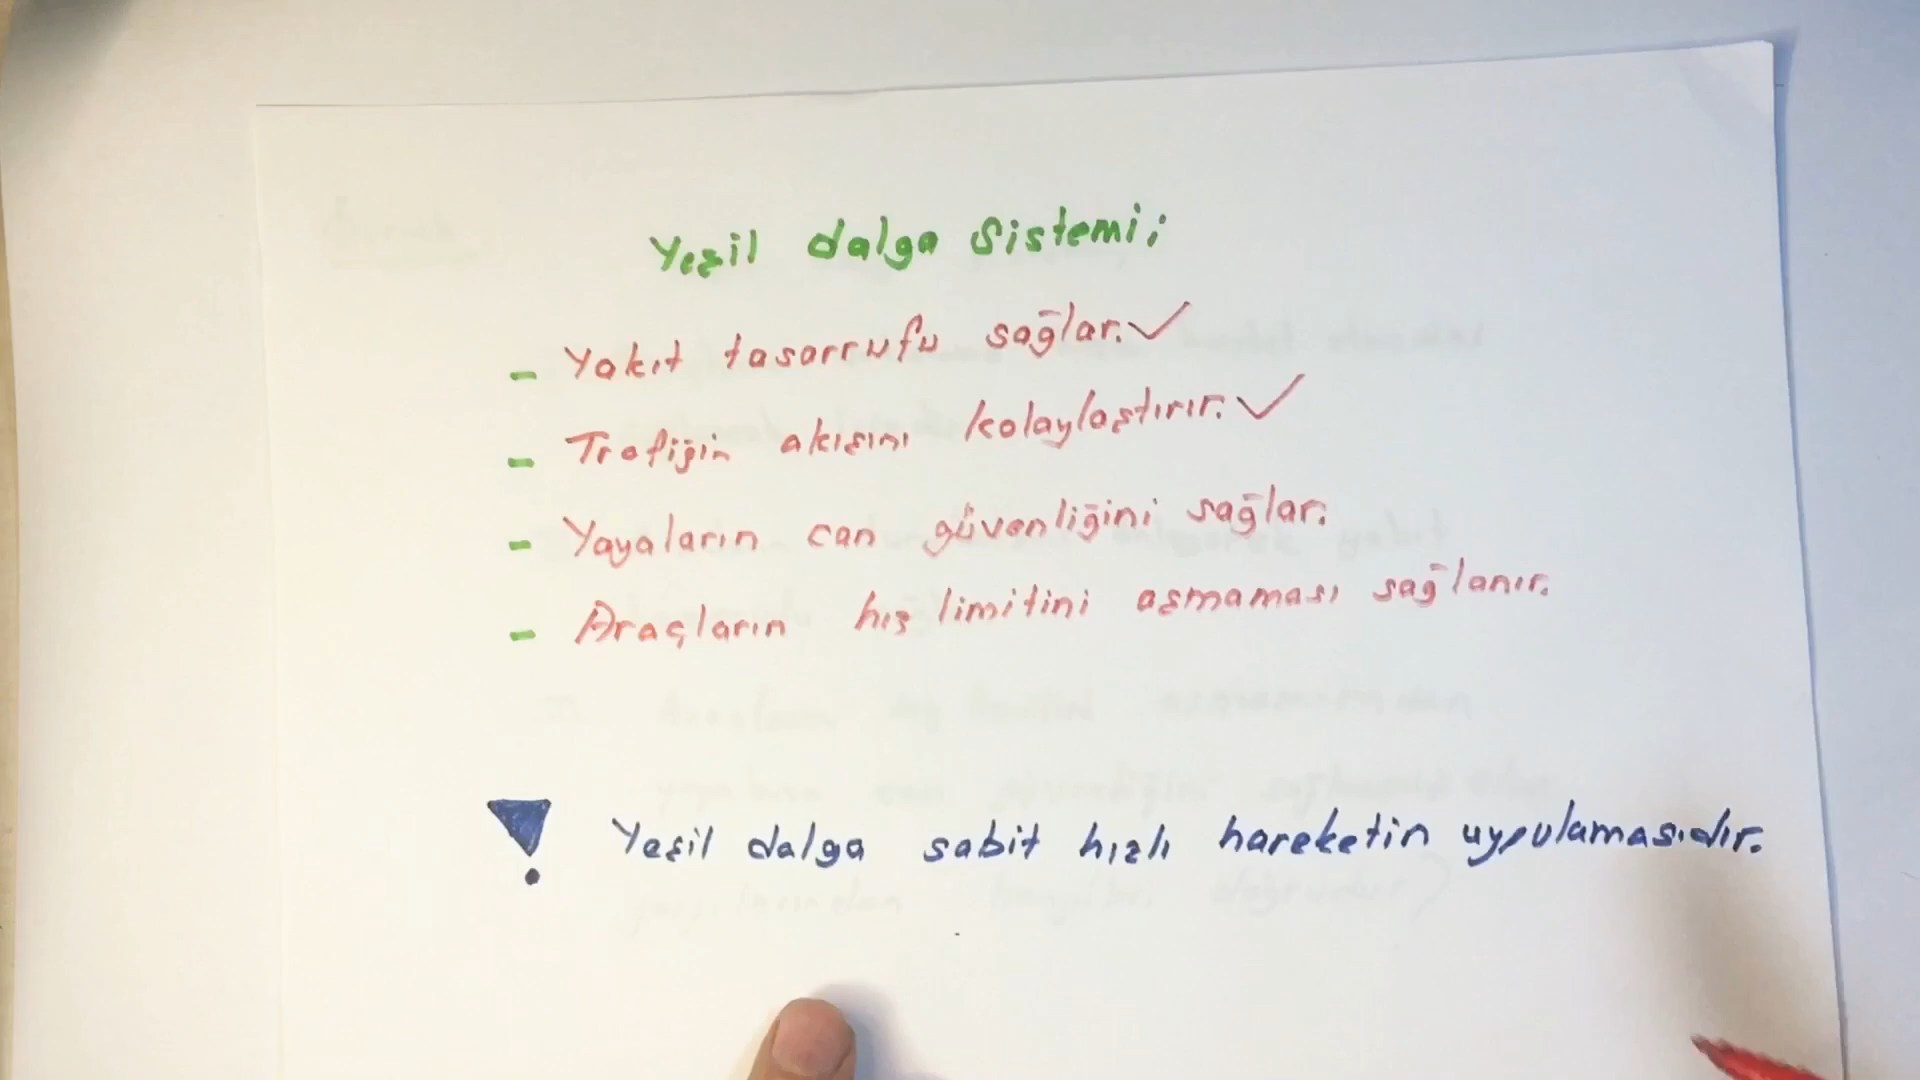 Yeşil dalga sistemi;
- Yakıt tasarrufu sağlar. ✓
- Trafiğin akışını kolaylaştırır. ✓
- Yayaların can güvenliğini sağlar.
- Araçların hız limitini aşmaması sağlanır.
Yeşil dalga sabit hızlı hareketin uygulamasıdır.